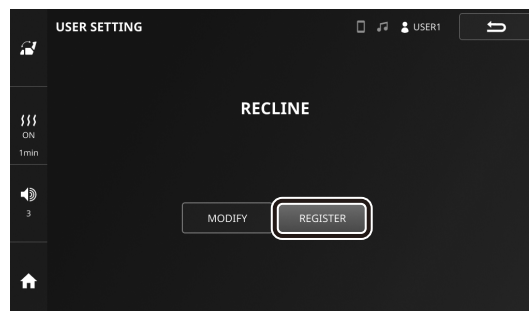 USER SETTING
USER1
ON
1min
3
RECLINE
MODIFY
REGISTER